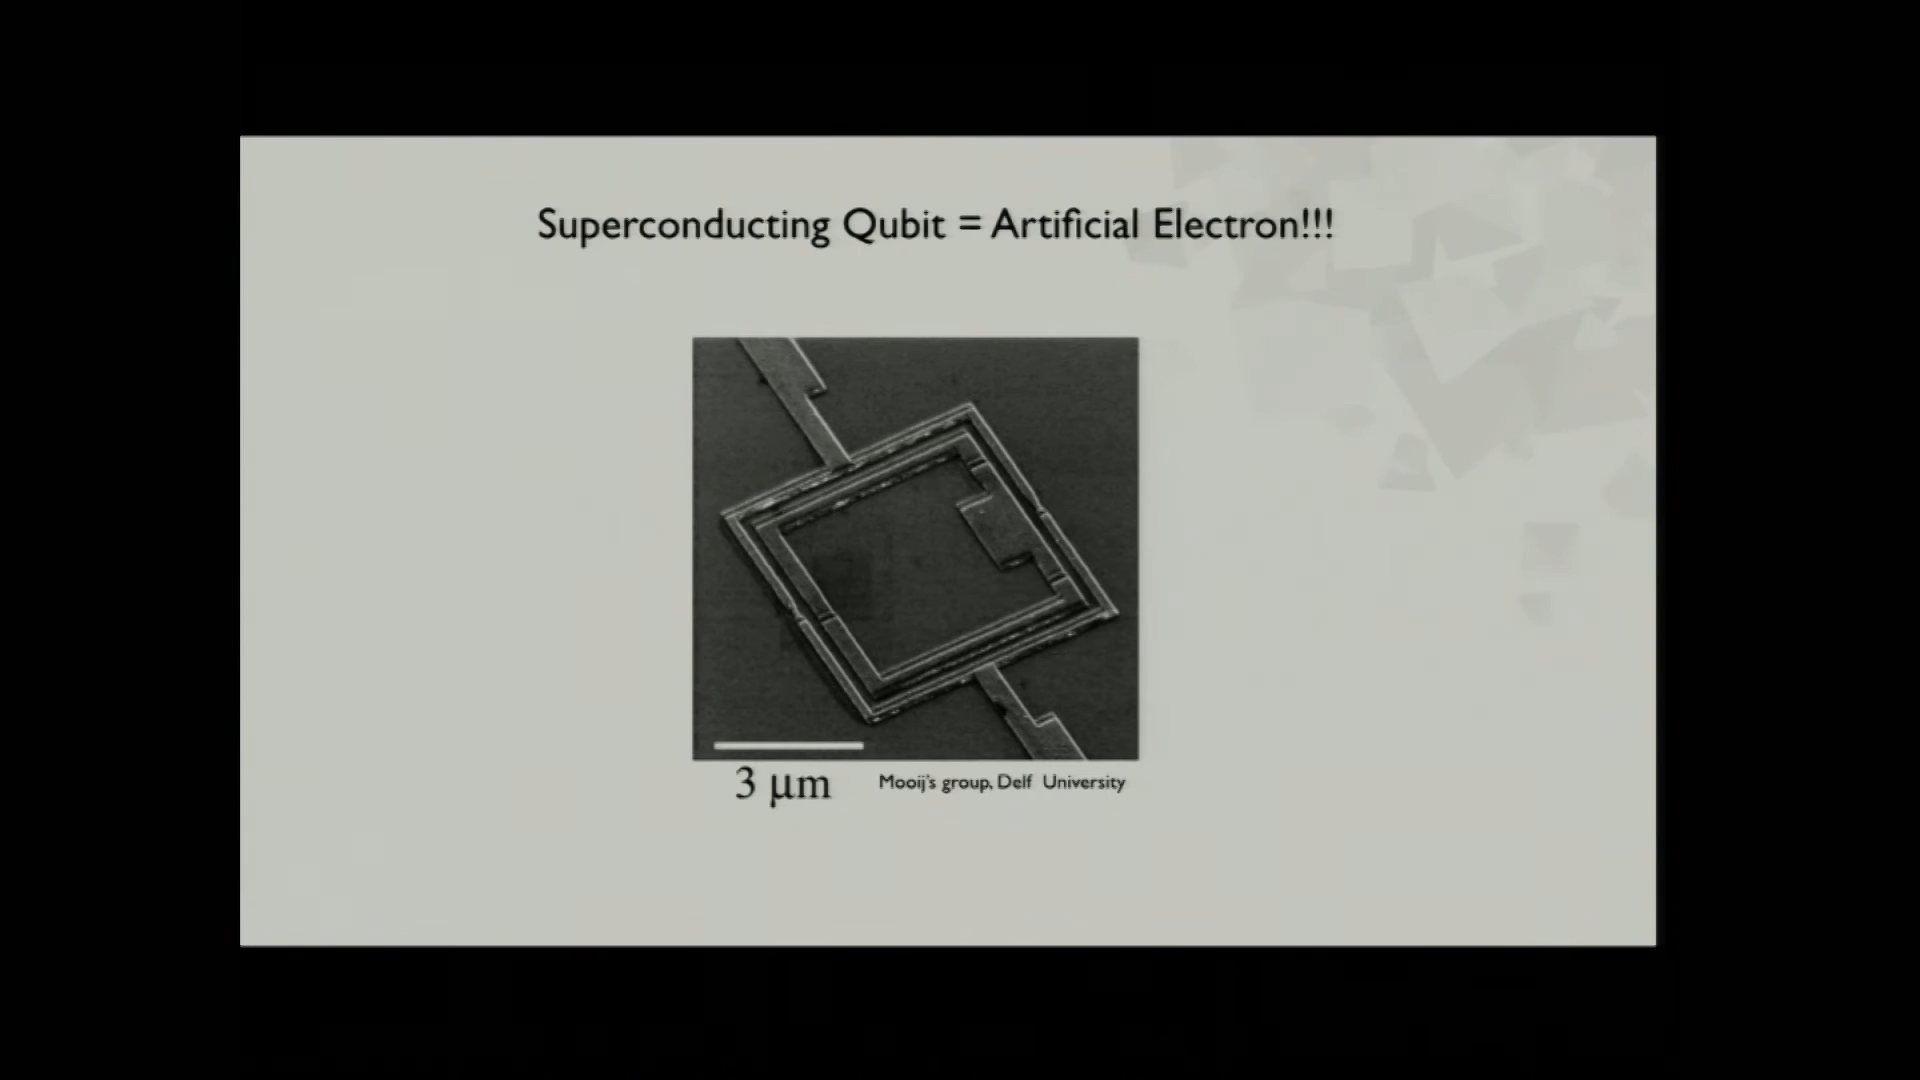 Superconducting Qubit = Artificial Electron!!!
3 μm
Mooij's group, Delf University